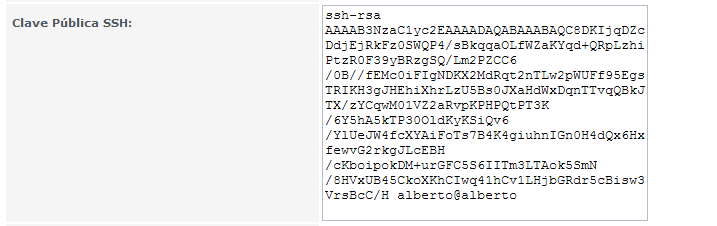 Clave Pública SSH:
ssh-rsa
AAAAB3NzaC1yc2EAAAADAQABAAABAQC8DKIjqDZc
DdjEjRkFz0SWQP4/sBkqqaOLfWZaKYqd+QRpLzhi
PtzR0F39yBRzgSQ/Lm2PZCC6
/0B//fEMc0iFIgNDKX2MdRqt2nTLw2pWUFf95Egs
TRIKH3gJHEhiXhrLzU5Bs0JXaHdWxDqnTTvqQBkJ
TX/zYCqwM01VZ2aRvpKPHPQtPT3K
/6Y5hA5kTP30OldKyKSiQv6
/YlUeJW4fcXYAiFoTs7B4K4giuhnIGn0H4dQx6Hx
fewvG2rkgJLcEBH
/cKboipokDM+urGFC5S6IITm3LTAok5SmN
/8HVxUB45CkoXKhCIwq41hCv1LHjbGRdr5cBisw3
VrsBcC/H alberto@alberto